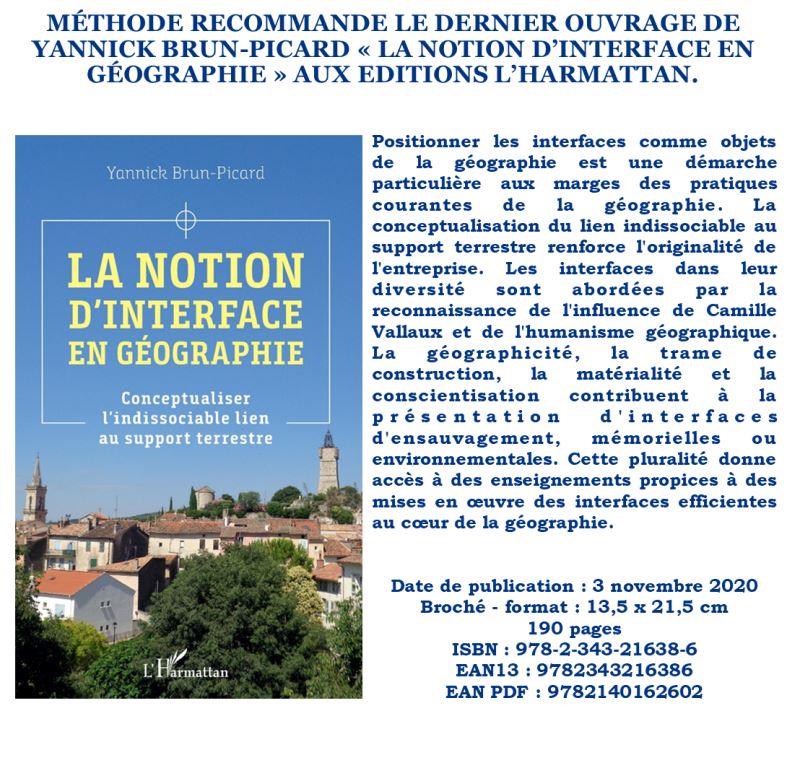 MÉTHODE RECOMMANDE LE DERNIER OUVRAGE DE
YANNICK BRUN-PICARD « LA NOTION D’INTERFACE EN
GÉOGRAPHIE » AUX EDITIONS L’HARMATTAN.
Yannick Brun-Picard
LA NOTION
D’INTERFACE
EN GÉOGRAPHIE
Conceptualiser
l’indissociable lien
au support terrestre
L'Harmattan
Positionner les interfaces comme objets
de la géographie est une démarche
particulière aux marges des pratiques
courantes de la géographie. La
conceptualisation du lien indissociable au
support terrestre renforce l'originalité de
l'entreprise. Les interfaces dans leur
diversité sont abordées par la
reconnaissance de l'influence de Camille
Vallaux et de l'humanisme géographique.
La géographicité, la trame de
construction, la matérialité et la
conscientisation contribuent à la
présentation d'interfaces
d'ensauvagement, mémorielles ou
environnementales. Cette pluralité donne
accès à des enseignements propices à des
mises en œuvre des interfaces efficientes
au cœur de la géographie.
Date de publication : 3 novembre 2020
Broché - format : 13,5 x 21,5 cm
190 pages
ISBN : 978-2-343-21638-6
EAN13 : 9782343216386
EAN PDF : 9782140162602